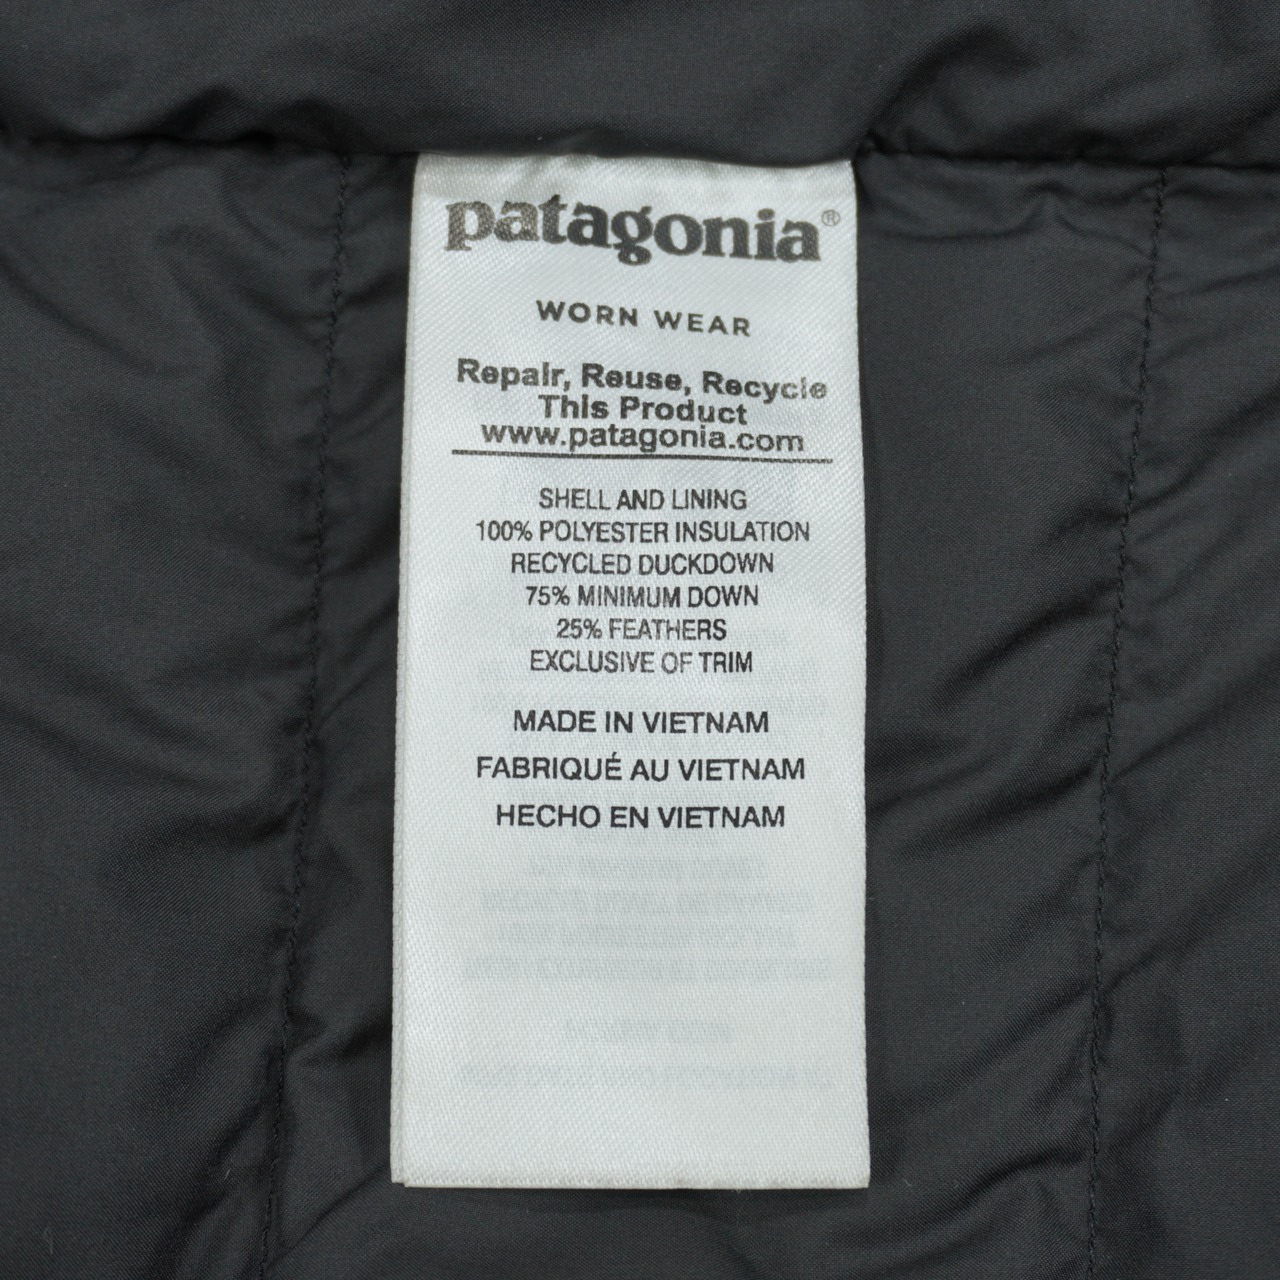 patagonia®
WORN WEAR
Repair, Reuse, Recycle
This Product
www.patagonia.com
SHELL AND LINING
100% POLYESTER INSULATION
RECYCLED DUCKDOWN
75% MINIMUM DOWN
25% FEATHERS
EXCLUSIVE OF TRIM
MADE IN VIETNAM
FABRIQUÉ AU VIETNAM
HECHO EN VIETNAM